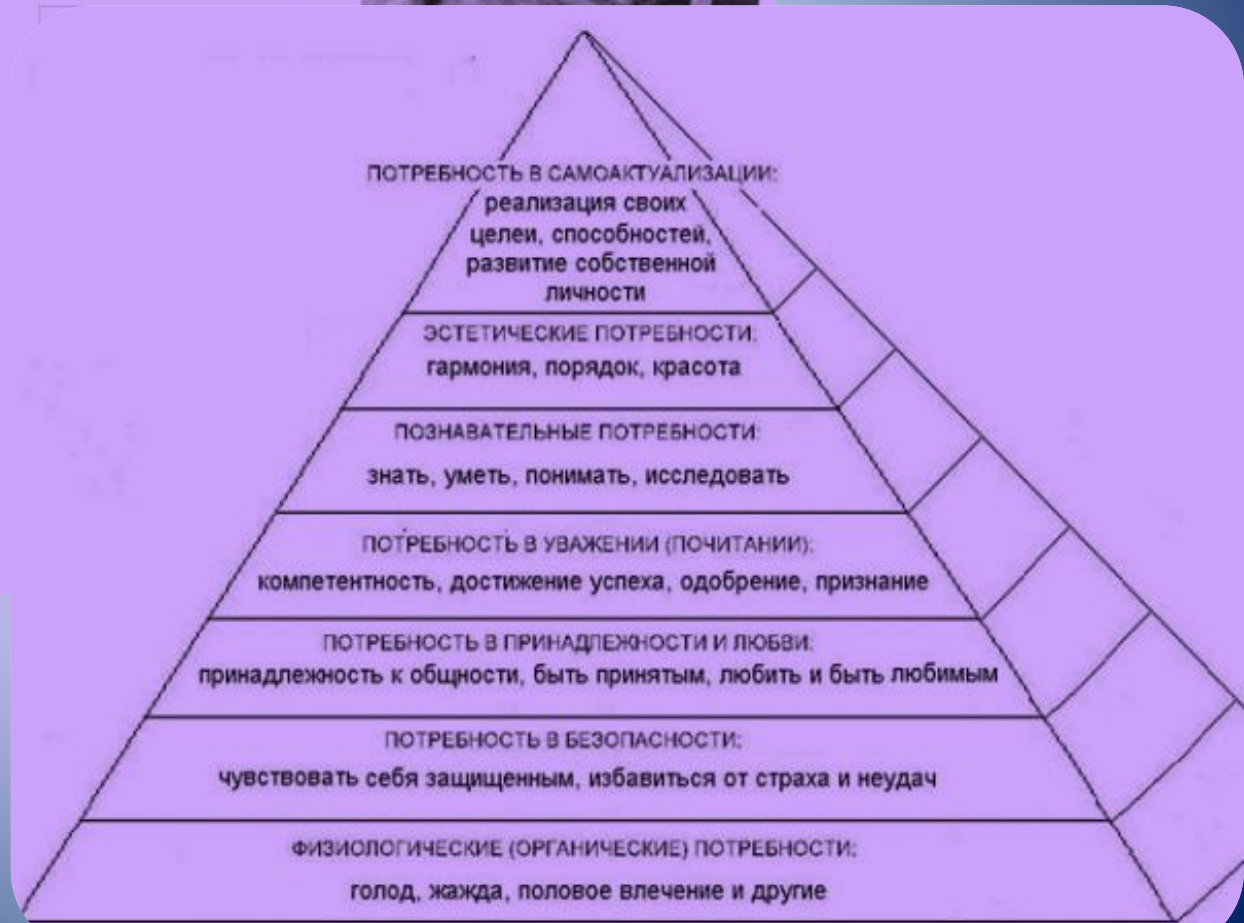 ПОТРЕБНОСТЬ В САМОАКТУАЛИЗАЦИИ:
реализация своих
целеи, способностей,
развитие собственной
личности
ЭСТЕТИЧЕСКИЕ ПОТРЕБНОСТИ:
гармония, порядок, красота
ПОЗНАВАТЕЛЬНЫЕ ПОТРЕБНОСТИ:
знать, уметь, понимать, исследовать
ПОТРЕБНОСТЬ В УВАЖЕНИИ (ПОЧИТАНИИ):
компетентность, достижение успеха, одобрение, признание
ПОТРЕБНОСТЬ В ПРИНАДЛЕЖНОСТИ И ЛЮБВИ:
принадлежность к общности, быть принятым, любить и быть любимым
ПОТРЕБНОСТЬ В БЕЗОПАСНОСТИ:
чувствовать себя защищенным, избавиться от страха и неудач
ФИЗИОЛОГИЧЕСКИЕ (ОРГАНИЧЕСКИЕ) ПОТРЕБНОСТИ:
голод, жажда, половое влечение и другие